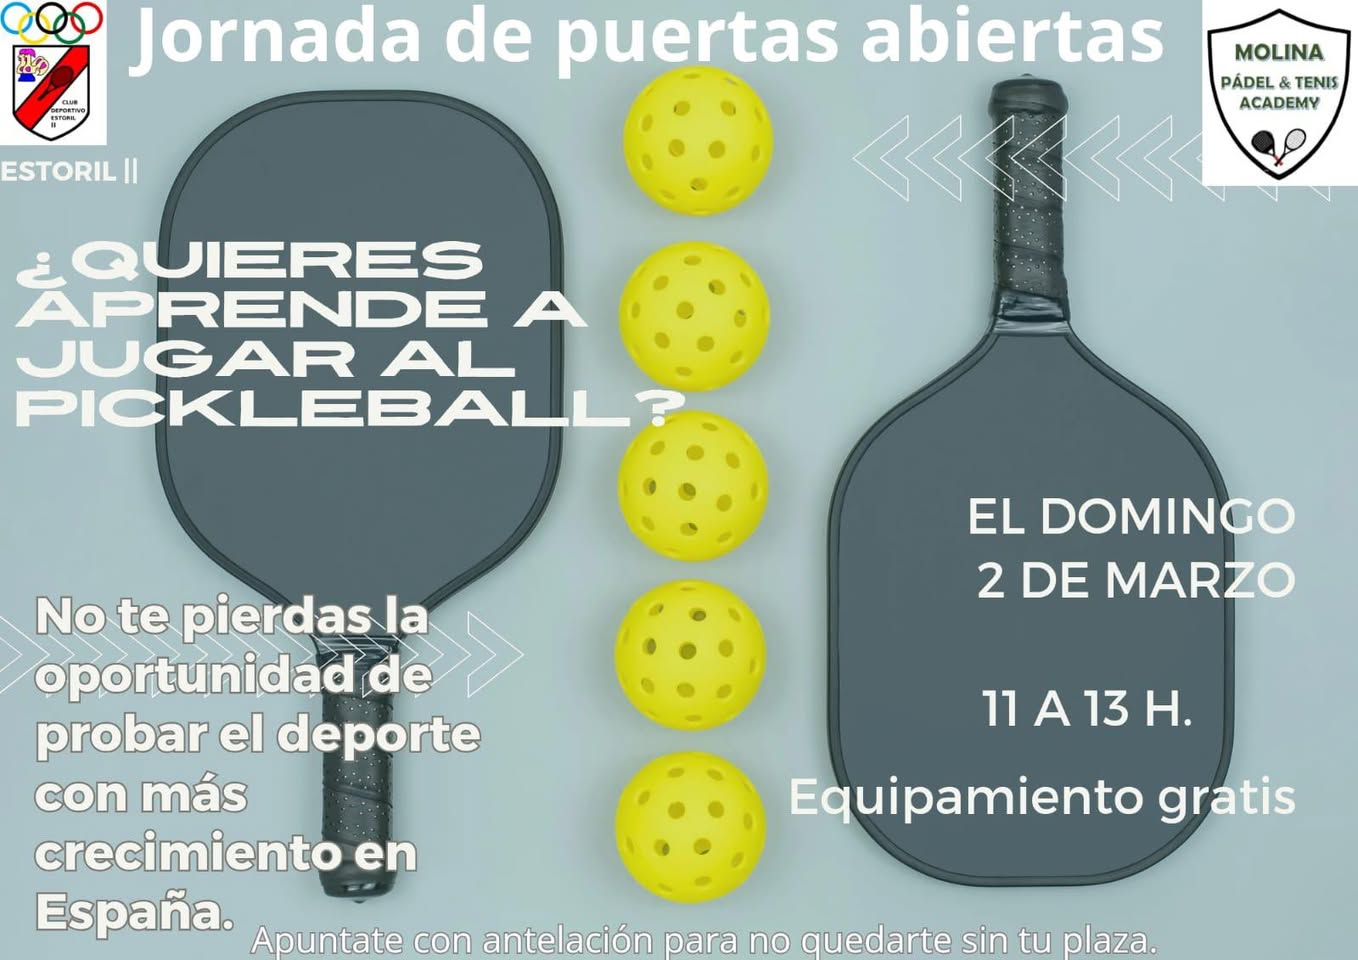 Jornada de puertas abiertas
CLUB
DEPORTIVO
ESTORIL
II
ESTORIL ||
MOLINA
PÁDEL & TENIS
ACADEMY
¿QUIERES
APRENDE A
JUGAR AL
PICKLEBALL?
EL DOMINGO
2 DE MARZO
11 A 13 H.
Equipamiento gratis
No te pierdas la
oportunidad de
probar el deporte
con más
crecimiento en
España.
Apuntate con antelación para no quedarte sin tu plaza.